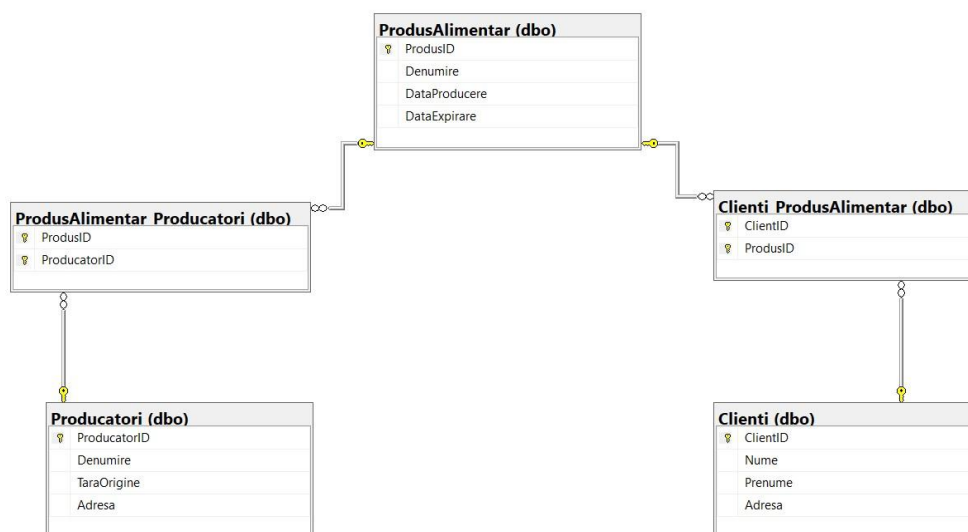 ProdusAlimentar (dbo)
ProdusID
Denumire
DataProducere
DataExpirare
ProdusAlimentar_Producatori (dbo)
ProdusID
ProducatorID
Clienti_ProdusAlimentar (dbo)
ClientID
ProdusID
Producatori (dbo)
ProducatorID
Denumire
TaraOrigine
Adresa
Clienti (dbo)
ClientID
Nume
Prenume
Adresa